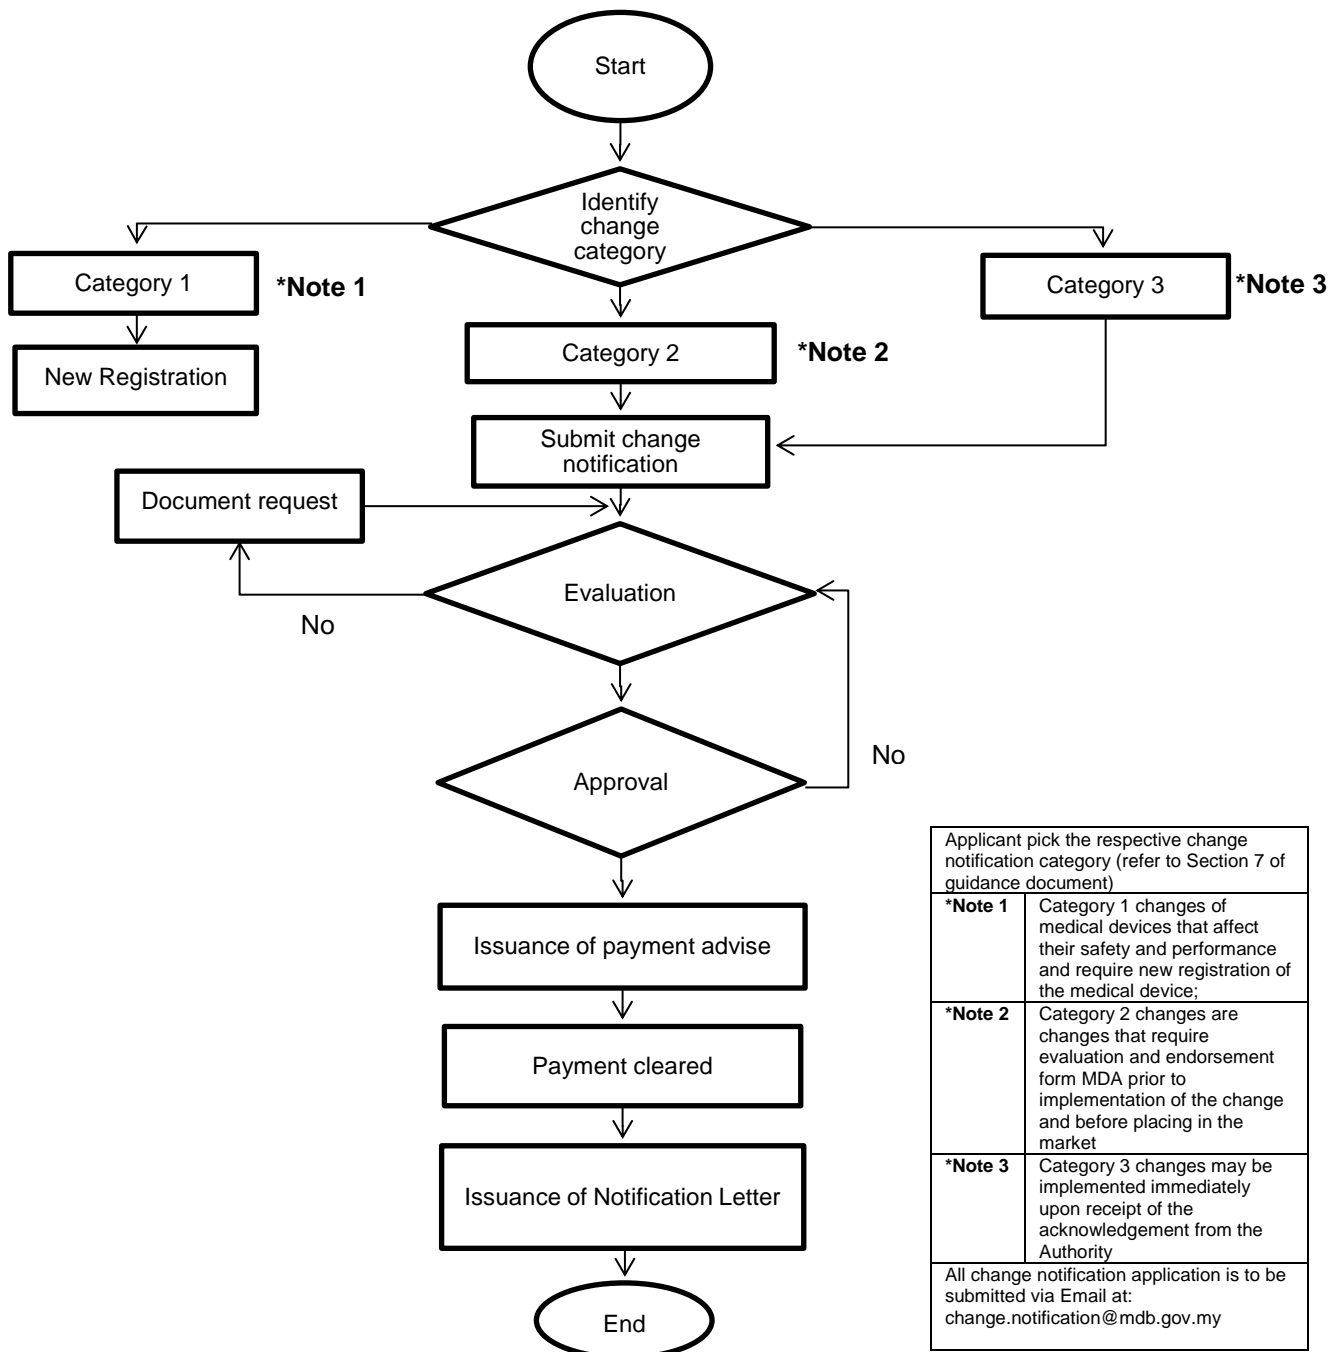 Start
Identify
change
category
Category 1
*Note 1
Category 3
*Note 3
Category 2
*Note 2
New Registration
Submit change
notification
Document request
Evaluation
No
Approval
No
Issuance of payment advise
Payment cleared
Issuance of Notification Letter
End
Applicant pick the respective change
notification category (refer to Section 7 of
guidance document)
*Note 1
Category 1 changes of
medical devices that affect
their safety and performance
and require new registration of
the medical device;
*Note 2
Category 2 changes are
changes that require
evaluation and endorsement
form MDA prior to
implementation of the change
and before placing in the
market
*Note 3
Category 3 changes may be
implemented immediately
upon receipt of the
acknowledgement from the
Authority
All change notification application is to be
submitted via Email at:
change.notification@mdb.gov.my